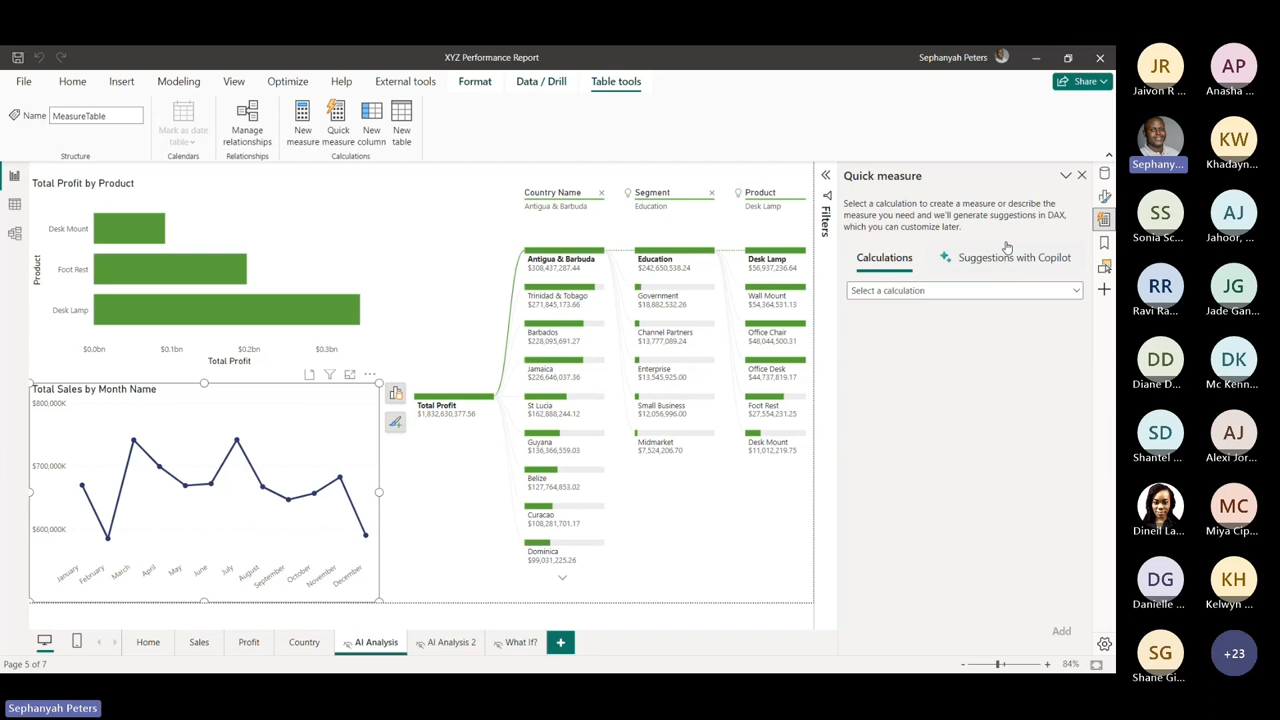 XYZ Performance Report
Sephanyah Peters
File
Home
Insert
Modeling
View
Optimize
Help
External tools
Format
Data / Drill
Table tools
Share
Name
MeasureTable
Mark as date
table
Manage
relationships
New
measure
Quick
measure
New
column
New
table
Structure
Calendars
Relationships
Calculations
Total Profit by Product
Product
Desk Mount
Foot Rest
Desk Lamp
$0.0bn
$0.1bn
$0.2bn
$0.3bn
Total Profit
Total Sales by Month Name
$800,000K
$700,000K
$600,000K
January
February
March
April
May
June
July
August
September
October
November
December
Total Profit
$1,832,630,377.56
Country Name
Antigua & Barbuda
Antigua & Barbuda
$308,437,287.44
Trinidad & Tobago
$271,845,173.66
Barbados
$228,095,691.27
Jamaica
$226,646,037.36
St Lucia
$162,888,244.12
Guyana
$136,366,559.03
Belize
$127,764,853.02
Curacao
$108,281,701.17
Dominica
$99,031,225.26
Segment
Education
Education
$242,650,538.24
Government
$18,882,532.26
Channel Partners
$13,777,089.24
Enterprise
$13,545,925.00
Small Business
$12,056,996.00
Midmarket
$7,524,206.70
Product
Desk Lamp
Desk Lamp
$56,937,236.64
Wall Mount
$54,364,531.13
Office Chair
$48,044,500.31
Office Desk
$44,737,819.17
Foot Rest
$27,554,231.25
Desk Mount
$11,012,219.75
Filters
Quick measure
Select a calculation to create a measure or describe the
measure you need and we'll generate suggestions in DAX,
which you can customize later.
Calculations
Suggestions with Copilot
Select a calculation
Add
Home
Sales
Profit
Country
AI Analysis
AI Analysis 2
What If?
Page 5 of 7
84%
JR
Jaivon R ...
AP
Anasha ...
Sephany...
KW
Khadayn...
SS
Sonia Sc...
AJ
Jahoor, ...
RR
Ravi Ra...
JG
Jade Gan...
DD
Diane D...
DK
Mc Kenn...
SD
Shantel ...
AJ
Alexi Jor...
Dineil La...
MC
Miya Cip...
DG
Danielle ...
KH
Kelwyn ...
SG
Shane Gi...
+23
Sephanyah Peters